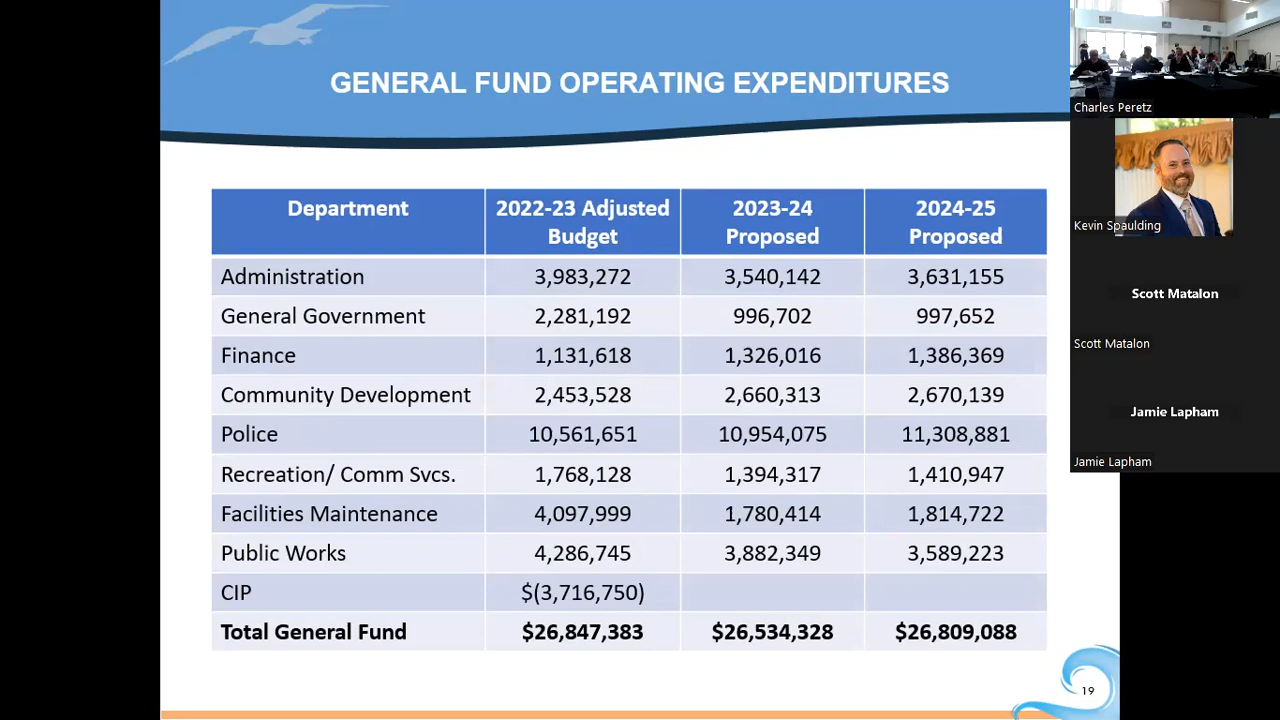 GENERAL FUND OPERATING EXPENDITURES
Department 2022-23 Adjusted Budget 2023-24 Proposed 2024-25 Proposed
Administration 3,983,272 3,540,142 3,631,155
General Government 2,281,192 996,702 997,652
Finance 1,131,618 1,326,016 1,386,369
Community Development 2,453,528 2,660,313 2,670,139
Police 10,561,651 10,954,075 11,308,881
Recreation/ Comm Svcs. 1,768,128 1,394,317 1,410,947
Facilities Maintenance 4,097,999 1,780,414 1,814,722
Public Works 4,286,745 3,882,349 3,589,223
CIP $(3,716,750)
Total General Fund $26,847,383 $26,534,328 $26,809,088
19
Charles Peretz
Kevin Spaulding
Scott Matalon
Scott Matalon
Jamie Lapham
Jamie Lapham